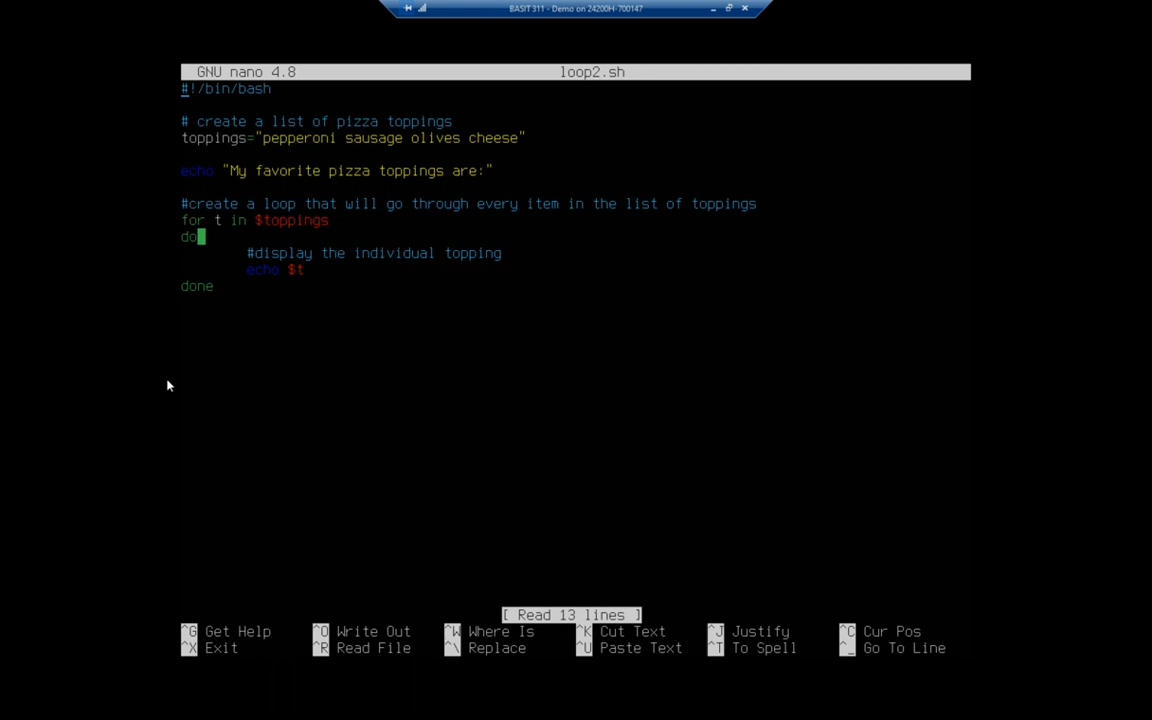 BASIT 311 - Demo on 24200H-700147
GNU nano 4.8 loop2.sh
#!/bin/bash
# create a list of pizza toppings
toppings="pepperoni sausage olives cheese"
echo "My favorite pizza toppings are:"
#create a loop that will go through every item in the list of toppings
for t in $toppings
do
#display the individual topping
echo $t
done
[ Read 13 lines ]
^G Get Help ^O Write Out ^W Where Is ^K Cut Text ^J Justify ^C Cur Pos
^X Exit ^R Read File ^\ Replace ^U Paste Text ^T To Spell ^_ Go To Line